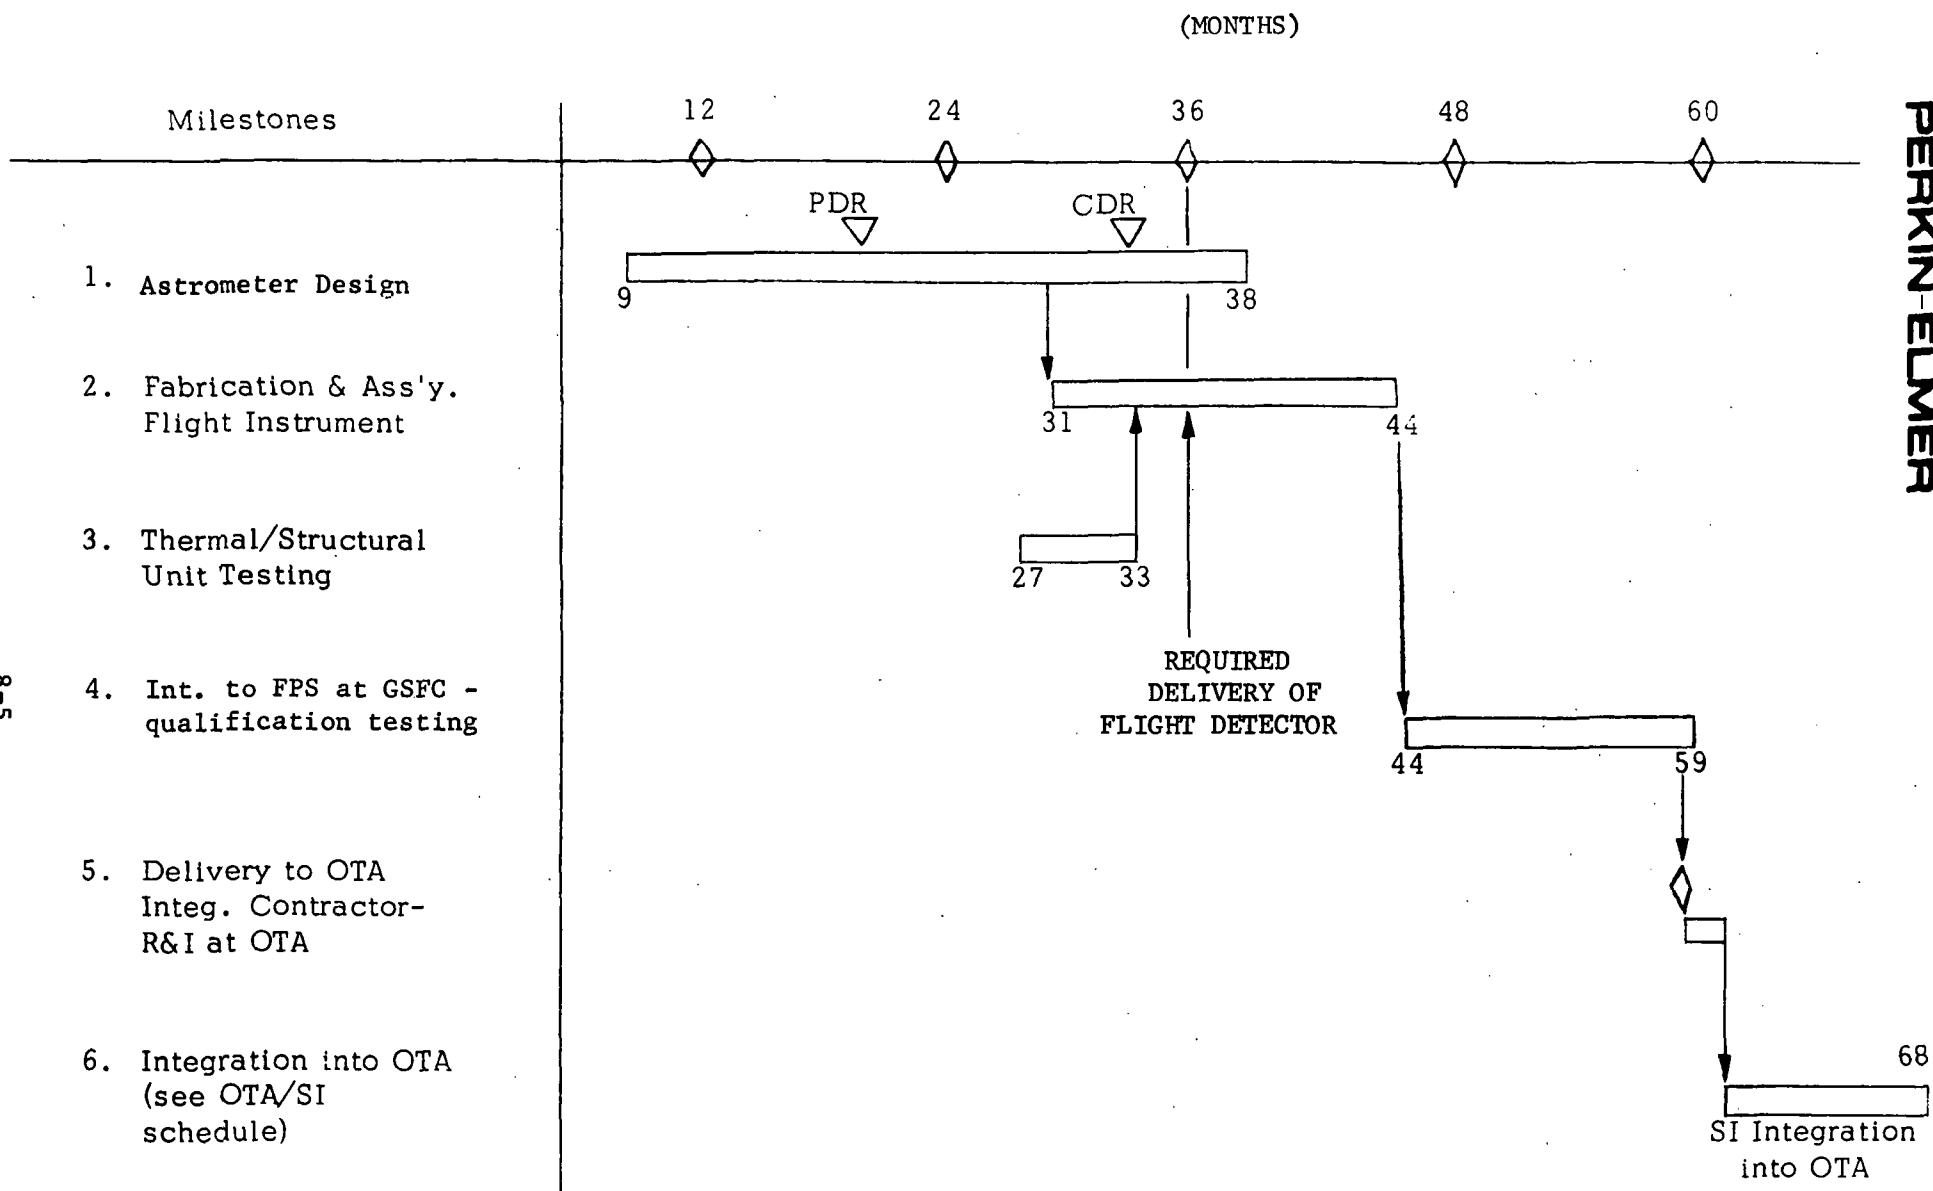 (MONTHS)
Milestones
12
24
36
48
60
PERKIN-ELMER
PDR
CDR
1. Astrometer Design
9
38
2. Fabrication & Ass'y.
Flight Instrument
31
44
3. Thermal/Structural
Unit Testing
27
33
REQUIRED
DELIVERY OF
FLIGHT DETECTOR
4. Int. to FPS at GSFC -
qualification testing
44
59
8-5
5. Delivery to OTA
Integ. Contractor-
R&I at OTA
6. Integration into OTA
(see OTA/SI
schedule)
68
SI Integration
into OTA